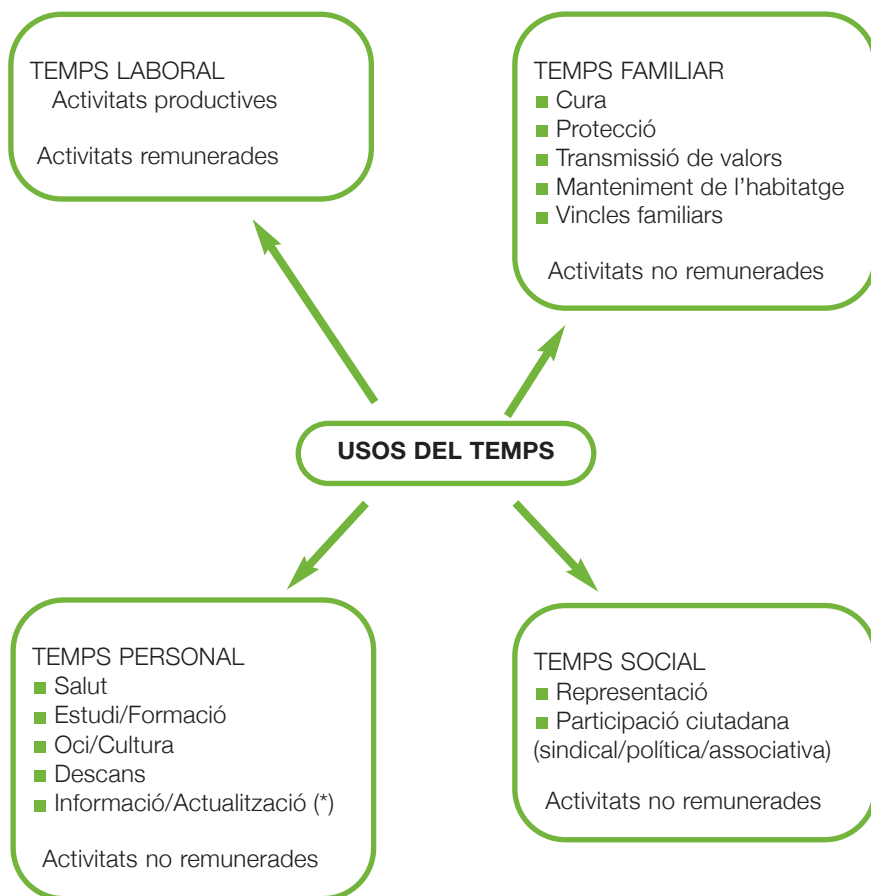 TEMPS LABORAL
Activitats productives
Activitats remunerades
TEMPS FAMILIAR
Cura
Protecció
Transmissió de valors
Manteniment de l’habitatge
Vincles familiars
Activitats no remunerades
USOS DEL TEMPS
TEMPS PERSONAL
Salut
Estudi/Formació
Oci/Cultura
Descans
Informació/Actualització (*)
Activitats no remunerades
TEMPS SOCIAL
Representació
Participació ciutadana
(sindical/política/associativa)
Activitats no remunerades